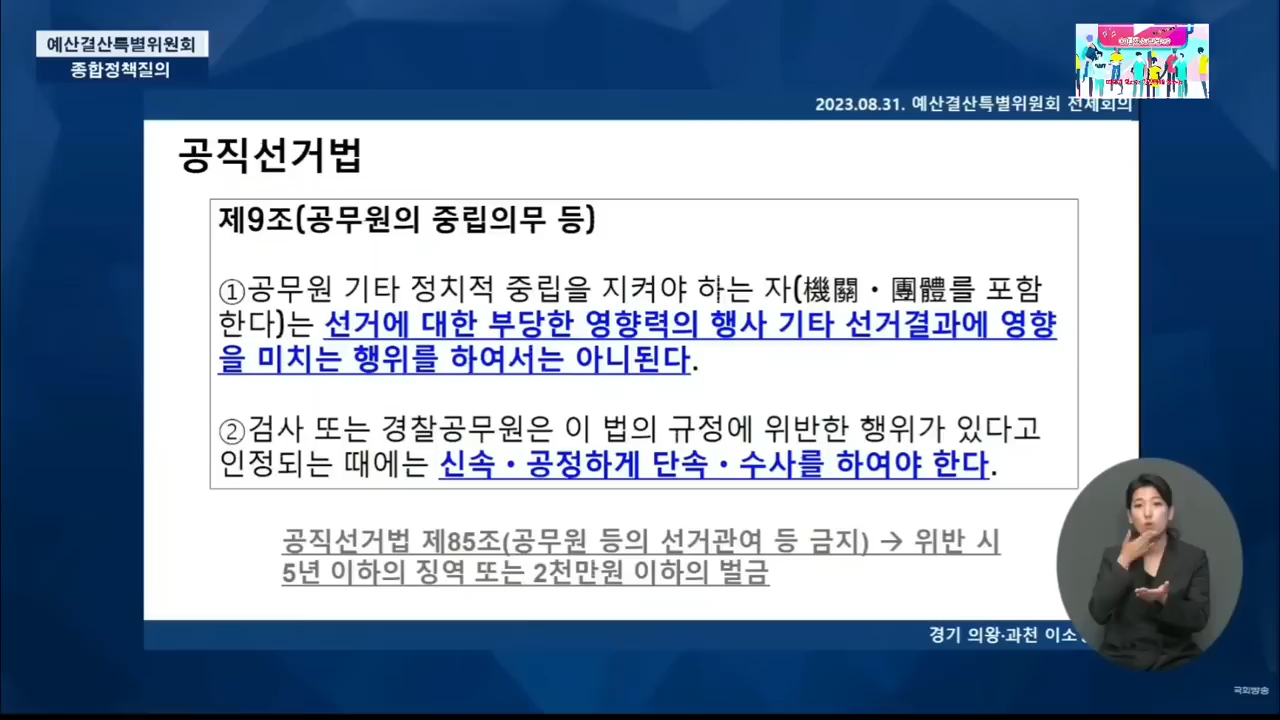 예산결산특별위원회
종합정책질의
2023.08.31. 예산결산특별위원회 전체회의
공직선거법
제9조(공무원의 중립의무 등)
①공무원 기타 정치적 중립을 지켜야 하는 자(機關・團體를 포함
한다)는 선거에 대한 부당한 영향력의 행사 기타 선거결과에 영향
을 미치는 행위를 하여서는 아니된다.
②검사 또는 경찰공무원은 이 법의 규정에 위반한 행위가 있다고
인정되는 때에는 신속・공정하게 단속・수사를 하여야 한다.
공직선거법 제85조(공무원 등의 선거관여 등 금지) → 위반 시
5년 이하의 징역 또는 2천만원 이하의 벌금
경기 의왕·과천 이소
국회방송